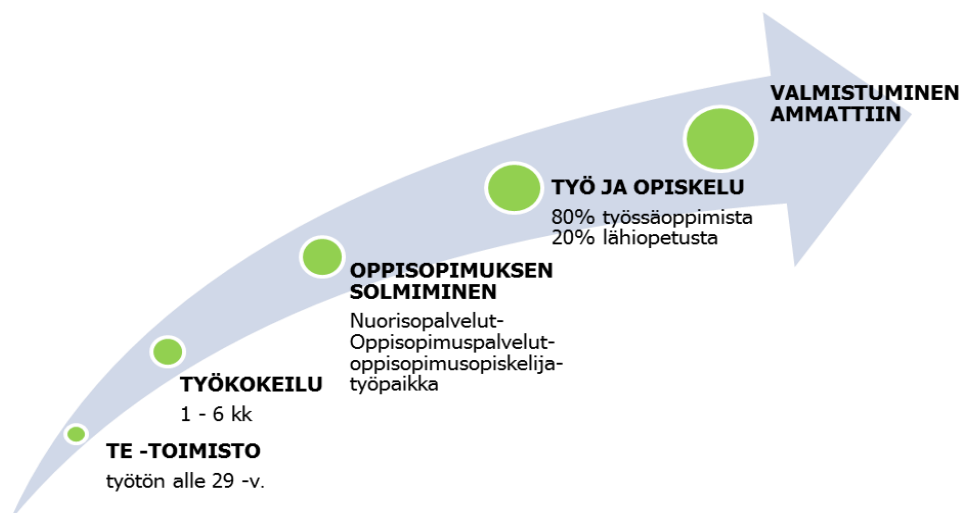 TE -TOIMISTO
työtön alle 29 -v.
TYÖKOKEILU
1 - 6 kk
OPPISOPIMUKSEN
SOLMIMINEN
Nuorisopalvelut-
Oppisopimuspalvelut-
oppisopimusopiskelija-
työpaikka
TYÖ JA OPISKELU
80% työssäoppimista
20% lähiopetusta
VALMISTUMINEN
AMMATTIIN